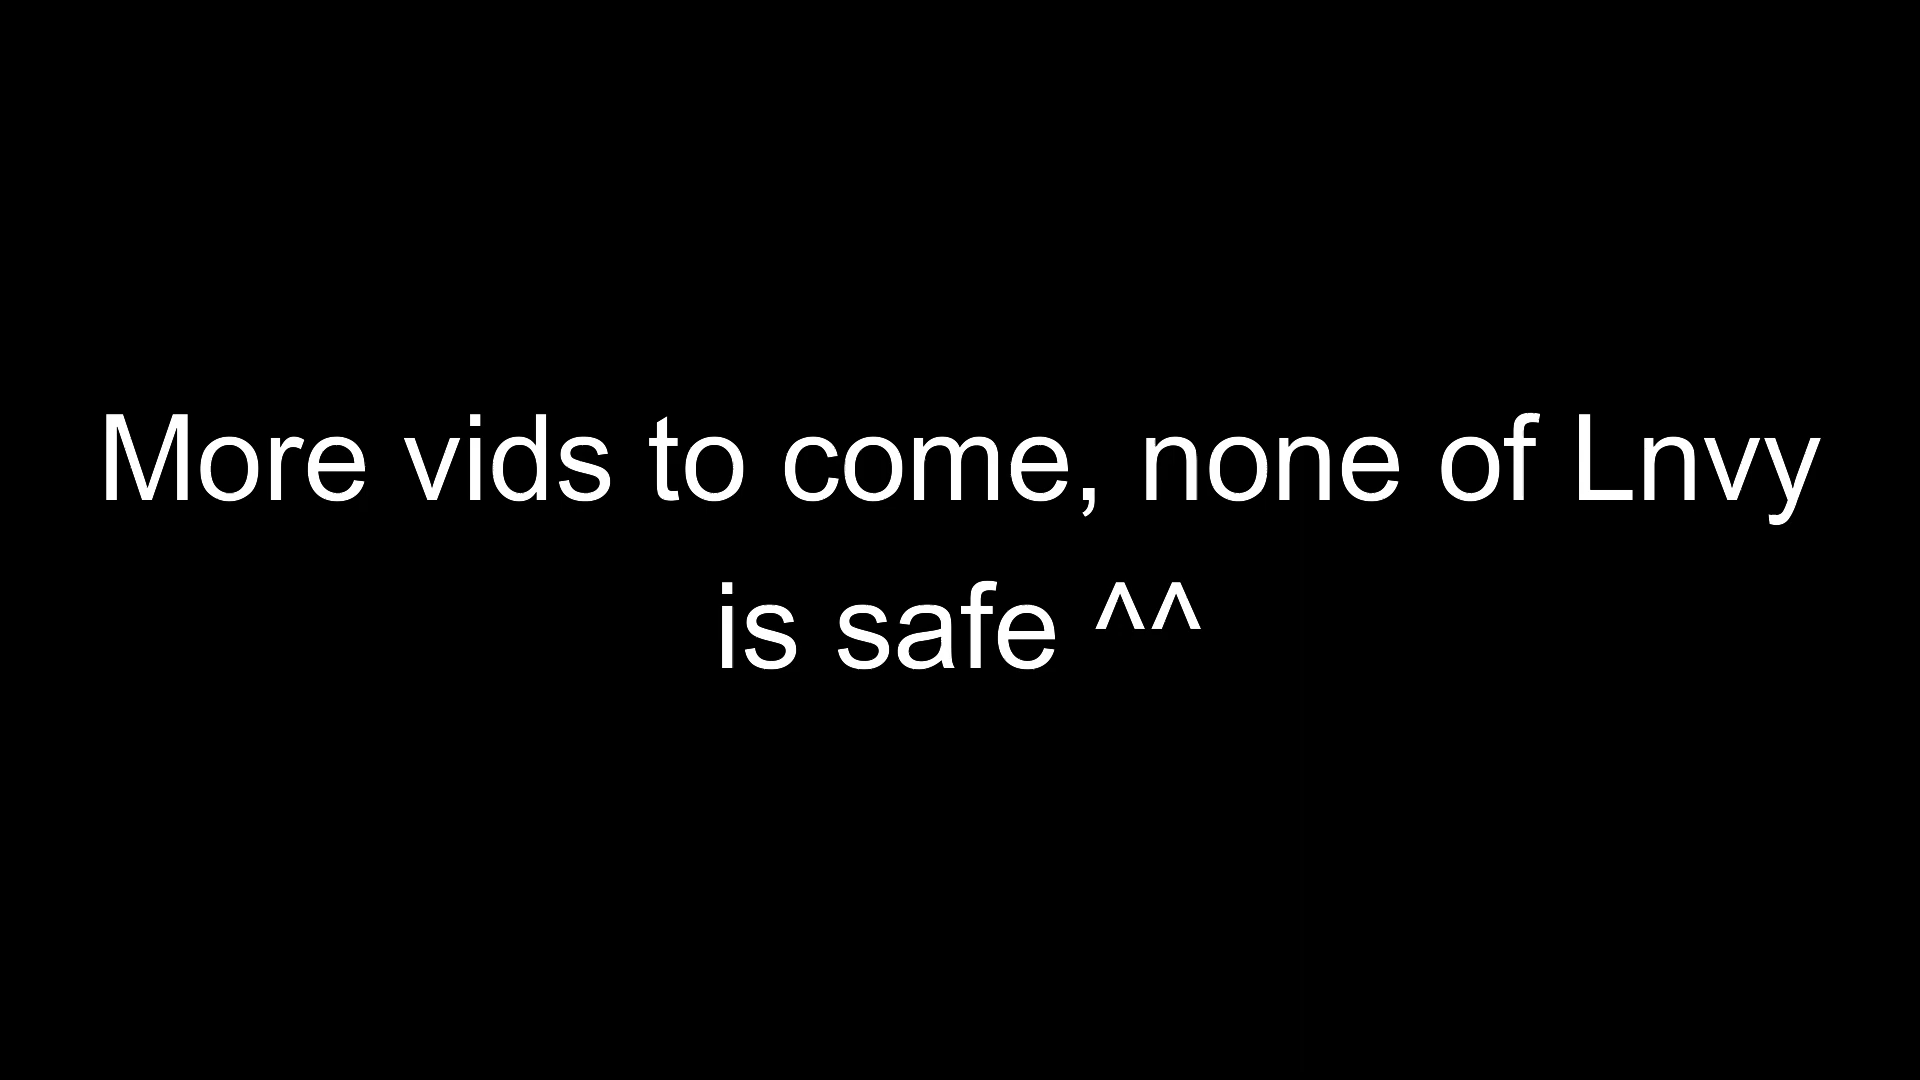 More vids to come, none of Lnvy
is safe ^^